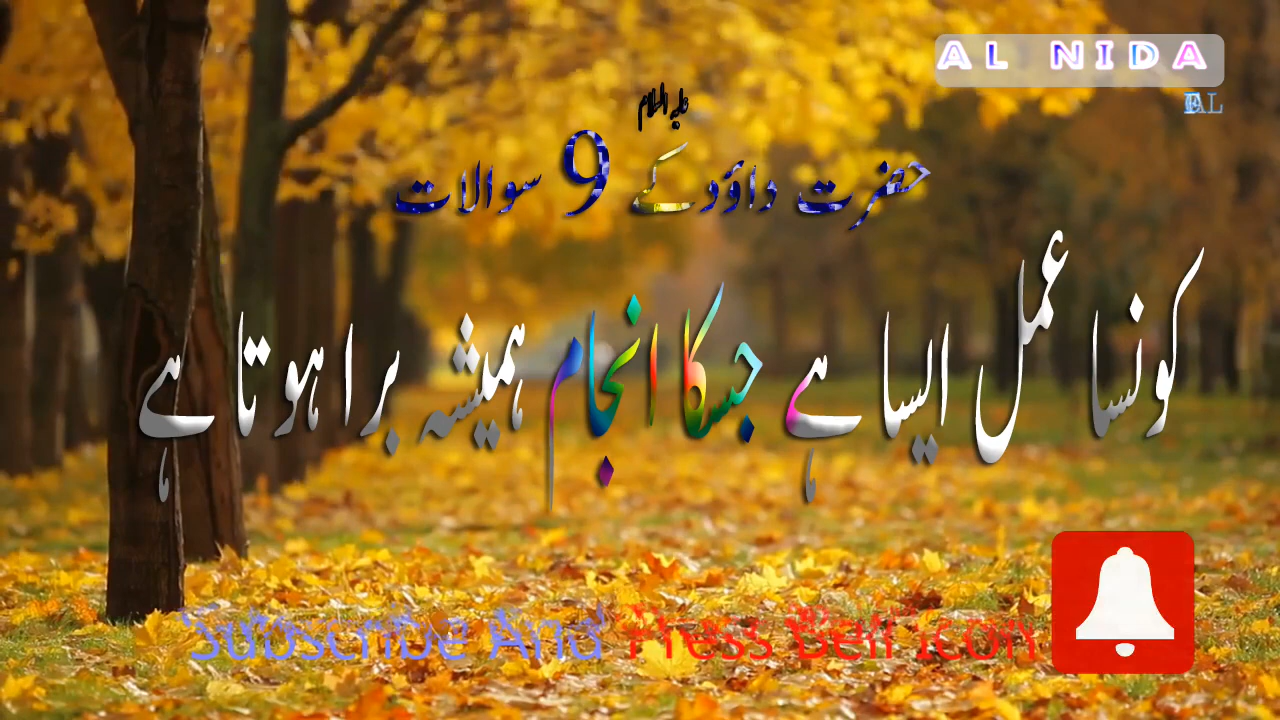 AL NIDA
علیہ السلام
حضرت داؤد کے 9 سوالات
کونسا عمل ایسا ہے جسکا انجام ہمیشہ برا ہوتا ہے
Subscribe And Press Bell icon